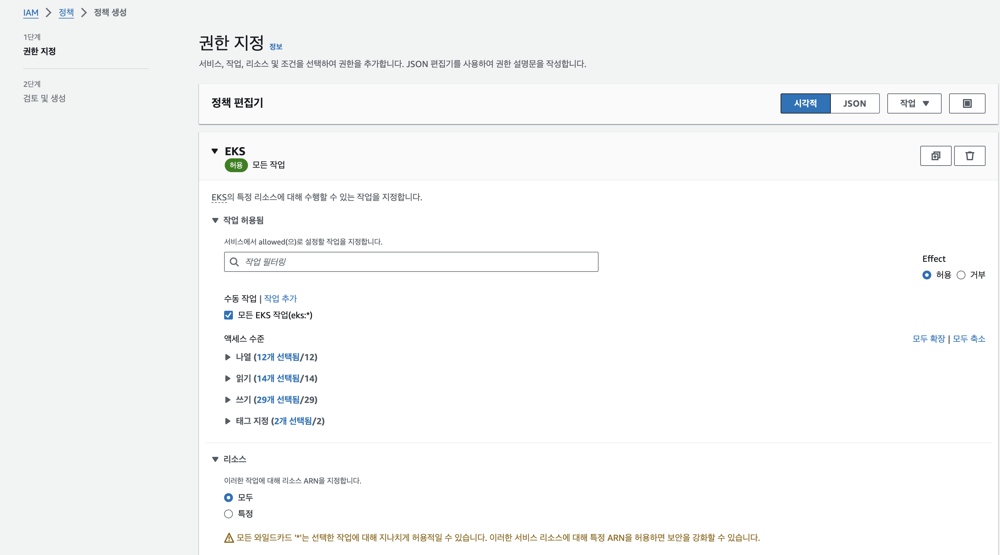 IAM > 정책 > 정책 생성
1단계
권한 지정
2단계
검토 및 생성
권한 지정 정보
서비스, 작업, 리소스 및 조건을 선택하여 권한을 추가합니다. JSON 편집기를 사용하여 권한 설명문을 작성합니다.
정책 편집기
시각적 JSON 작업
EKS
허용 모든 작업
EKS의 특정 리소스에 대해 수행할 수 있는 작업을 지정합니다.
작업 허용됨
서비스에서 allowed(으)로 설정할 작업을 지정합니다.
작업 필터링
Effect
허용 거부
수동 작업 | 작업 추가
모든 EKS 작업(eks:*)
액세스 수준
모두 확장 | 모두 축소
나열 (12개 선택됨/12)
읽기 (14개 선택됨/14)
쓰기 (29개 선택됨/29)
태그 지정 (2개 선택됨/2)
리소스
이러한 작업에 대해 리소스 ARN을 지정합니다.
모두
특정
모든 와일드카드 '*'는 선택한 작업에 대해 지나치게 허용적일 수 있습니다. 이러한 서비스 리소스에 대해 특정 ARN을 허용하면 보안을 강화할 수 있습니다.